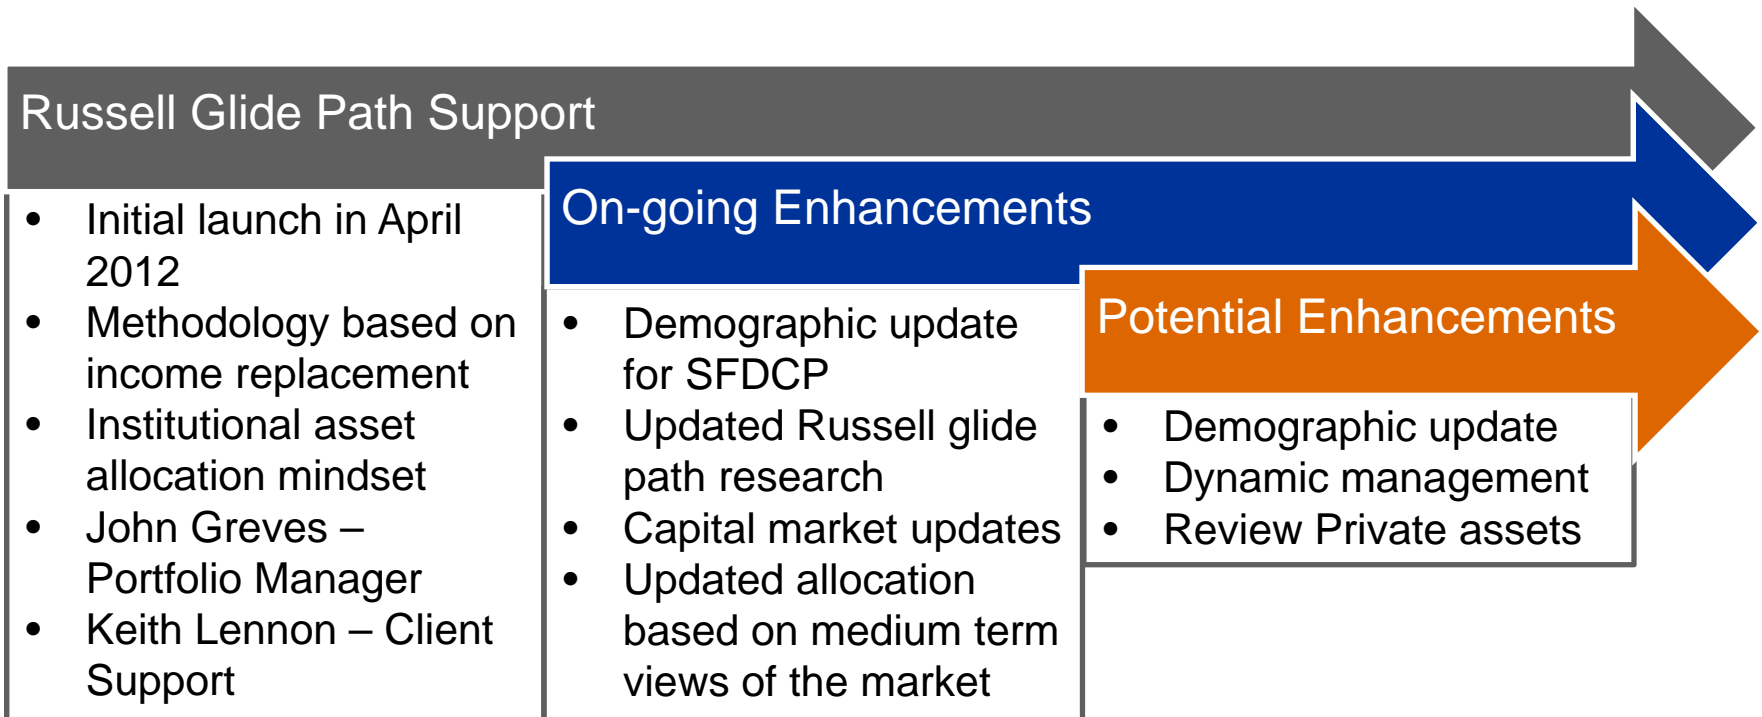 Russell Glide Path Support
• Initial launch in April
2012
• Methodology based on
income replacement
• Institutional asset
allocation mindset
• John Greves –
Portfolio Manager
• Keith Lennon – Client
Support
On-going Enhancements
• Demographic update
for SFDCP
• Updated Russell glide
path research
• Capital market updates
• Updated allocation
based on medium term
views of the market
Potential Enhancements
• Demographic update
• Dynamic management
• Review Private assets